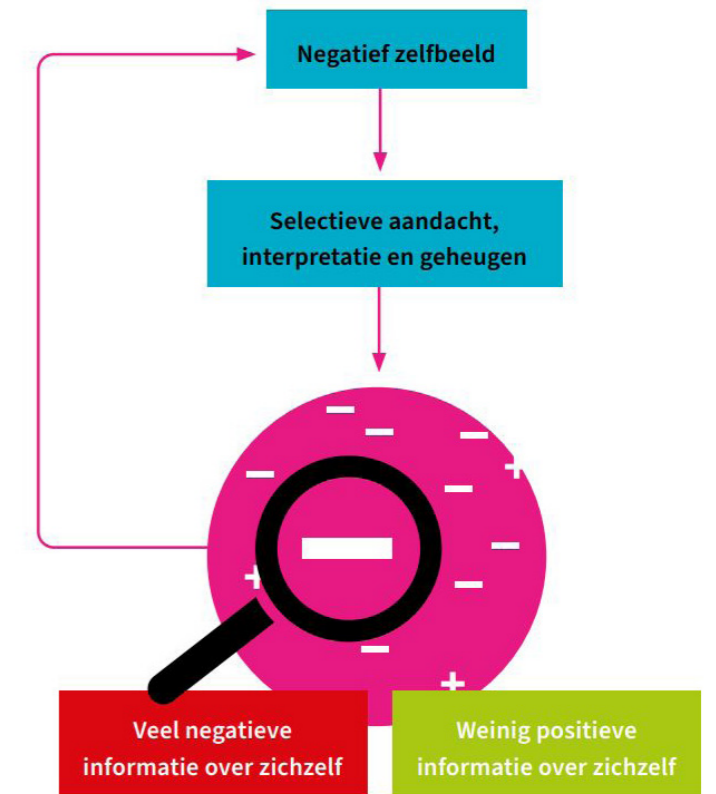 Negatief zelfbeeld
Selectieve aandacht,
interpretatie en geheugen
Veel negatieve
informatie over zichzelf
Weinig positieve
informatie over zichzelf